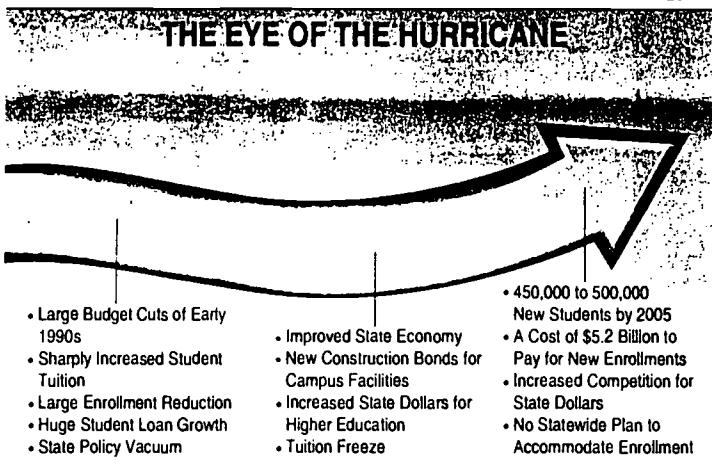 THE EYE OF THE HURRICANE
• Large Budget Cuts of Early
1990s
• Sharply Increased Student
Tuition
• Large Enrollment Reduction
• Huge Student Loan Growth
• State Policy Vacuum
• Improved State Economy
• New Construction Bonds for
Campus Facilities
• Increased State Dollars for
Higher Education
• Tuition Freeze
• 450,000 to 500,000
New Students by 2005
• A Cost of $5.2 Billion to
Pay for New Enrollments
• Increased Competition for
State Dollars
• No Statewide Plan to
Accommodate Enrollment